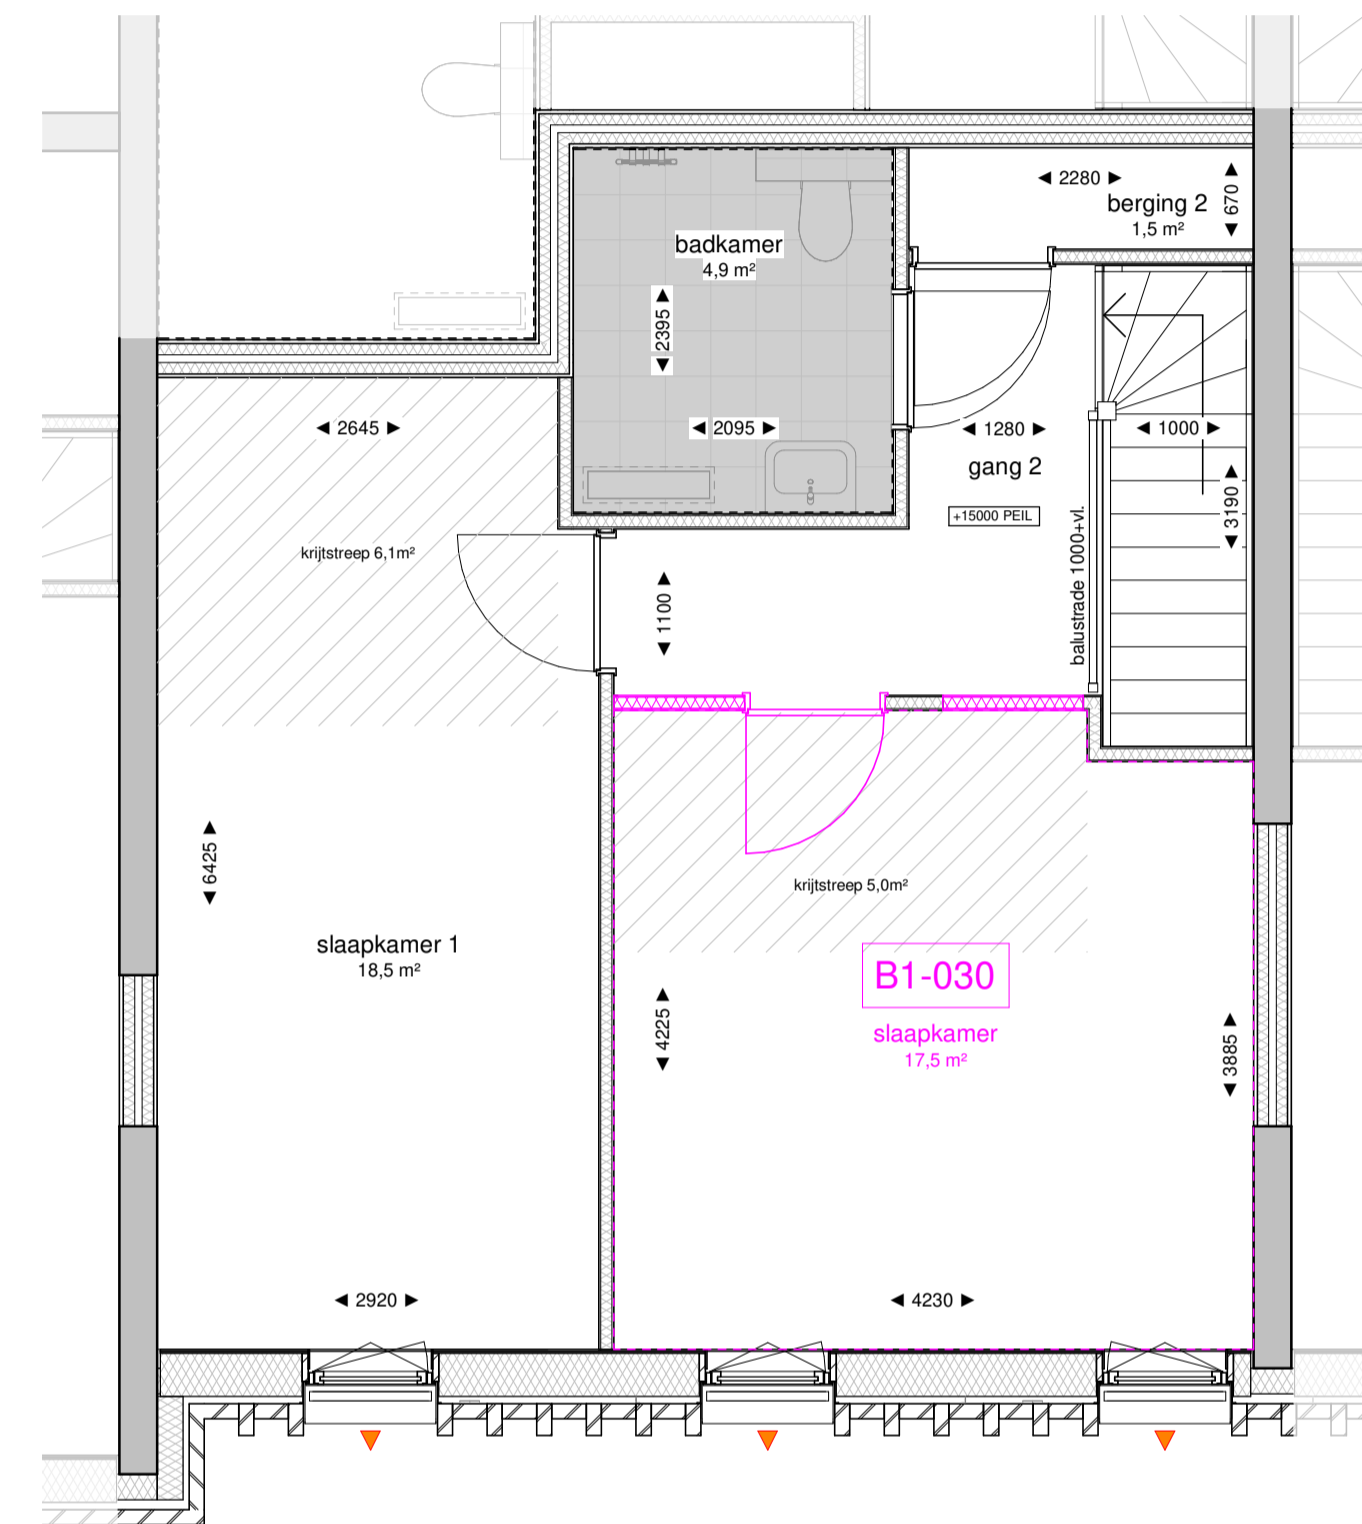 2280
berging 2
1,5 m²
670
badkamer
4,9 m²
2395
2645
2095
1280
1000
gang 2
3190
+15000 PEIL
krijtstreep 6,1m²
balustrade 1000+vl.
1100
6425
krijtstreep 5,0m²
slaapkamer 1
18,5 m²
B1-030
4225
slaapkamer
17,5 m²
3885
2920
4230